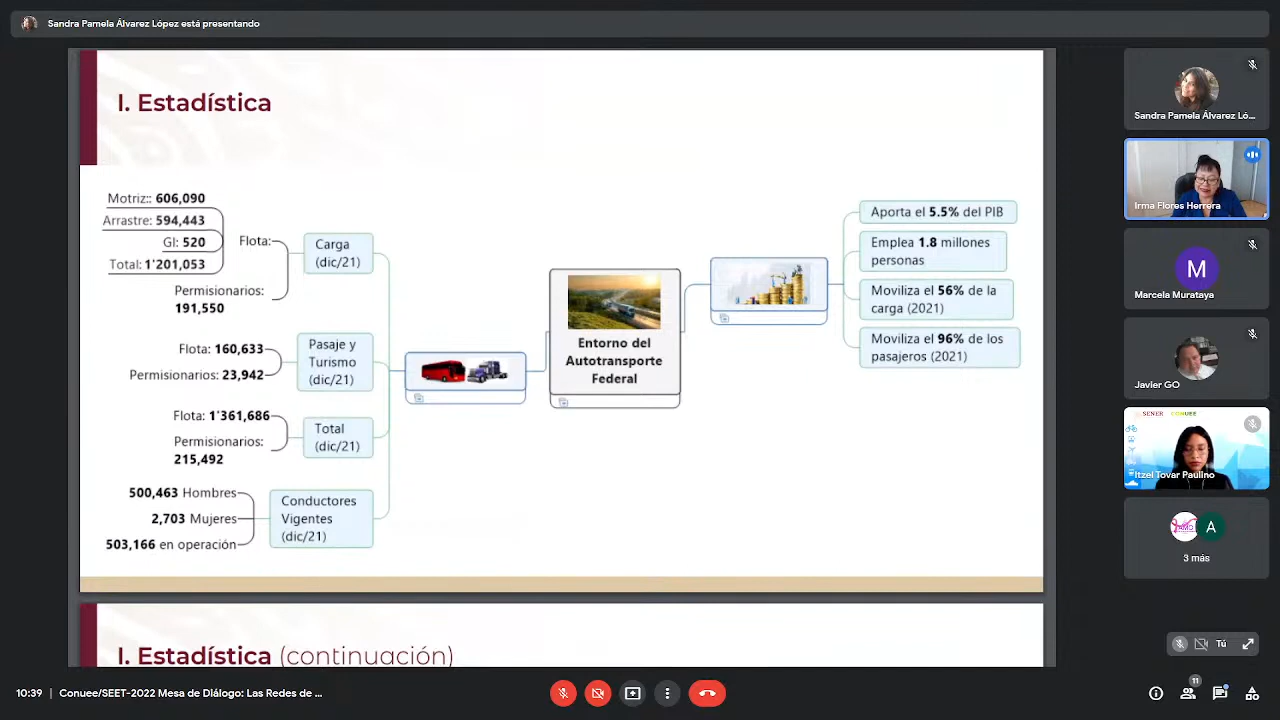 Sandra Pamela Álvarez López está presentando
I. Estadística
Motriz:: 606,090
Arrastre: 594,443
GI: 520
Total: 1'201,053
Flota:
Carga
(dic/21)
Permisionarios:
191,550
Flota: 160,633
Permisionarios: 23,942
Pasaje y
Turismo
(dic/21)
Flota: 1'361,686
Permisionarios:
215,492
Total
(dic/21)
500,463 Hombres
2,703 Mujeres
503,166 en operación
Conductores
Vigentes
(dic/21)
Entorno del
Autotransporte
Federal
Aporta el 5.5% del PIB
Emplea 1.8 millones
personas
Moviliza el 56% de la
carga (2021)
Moviliza el 96% de los
pasajeros (2021)
I. Estadística (continuación)
Sandra Pamela Álvarez Ló...
Irma Flores Herrera
M
Marcela Murataya
Javier GO
SENER CONUEE
Itzel Tovar Paulino
A
3 más
Tú
10:39 | Conuee/SEET-2022 Mesa de Diálogo: Las Redes de ...
11